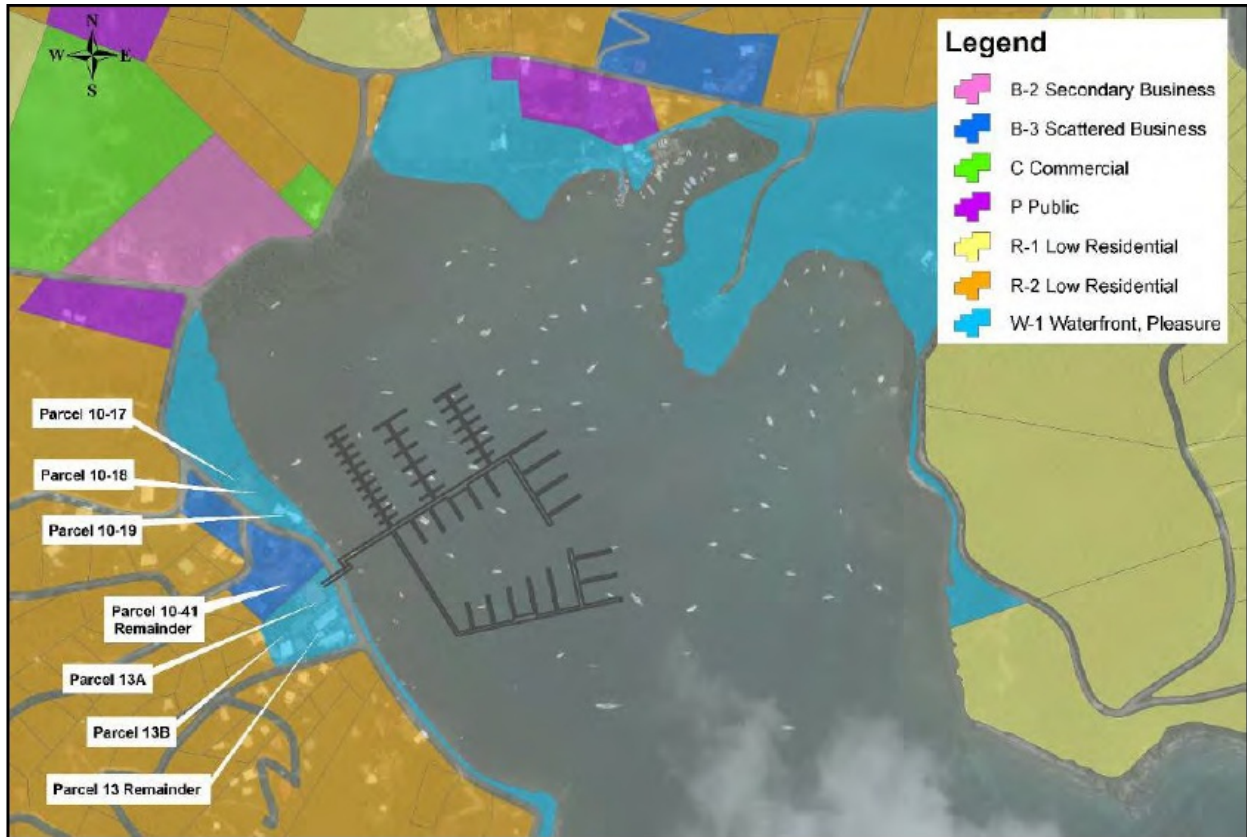 N
W E
S
Legend
B-2 Secondary Business
B-3 Scattered Business
C Commercial
P Public
R-1 Low Residential
R-2 Low Residential
W-1 Waterfront, Pleasure
Parcel 10-17
Parcel 10-18
Parcel 10-19
Parcel 10-41
Remainder
Parcel 13A
Parcel 13B
Parcel 13 Remainder